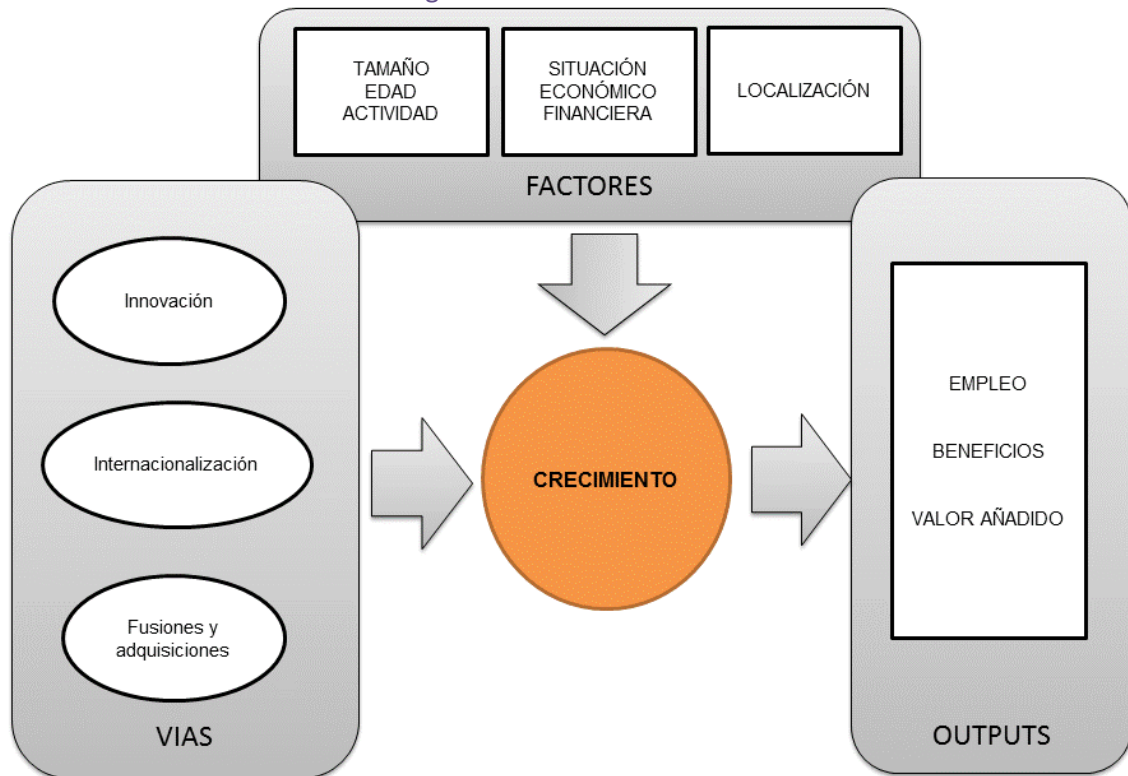 TAMAÑO
EDAD
ACTIVIDAD
SITUACIÓN
ECONÓMICO
FINANCIERA
LOCALIZACIÓN
FACTORES
Innovación
Internacionalización
Fusiones y
adquisiciones
VIAS
CRECIMIENTO
EMPLEO
BENEFICIOS
VALOR AÑADIDO
OUTPUTS